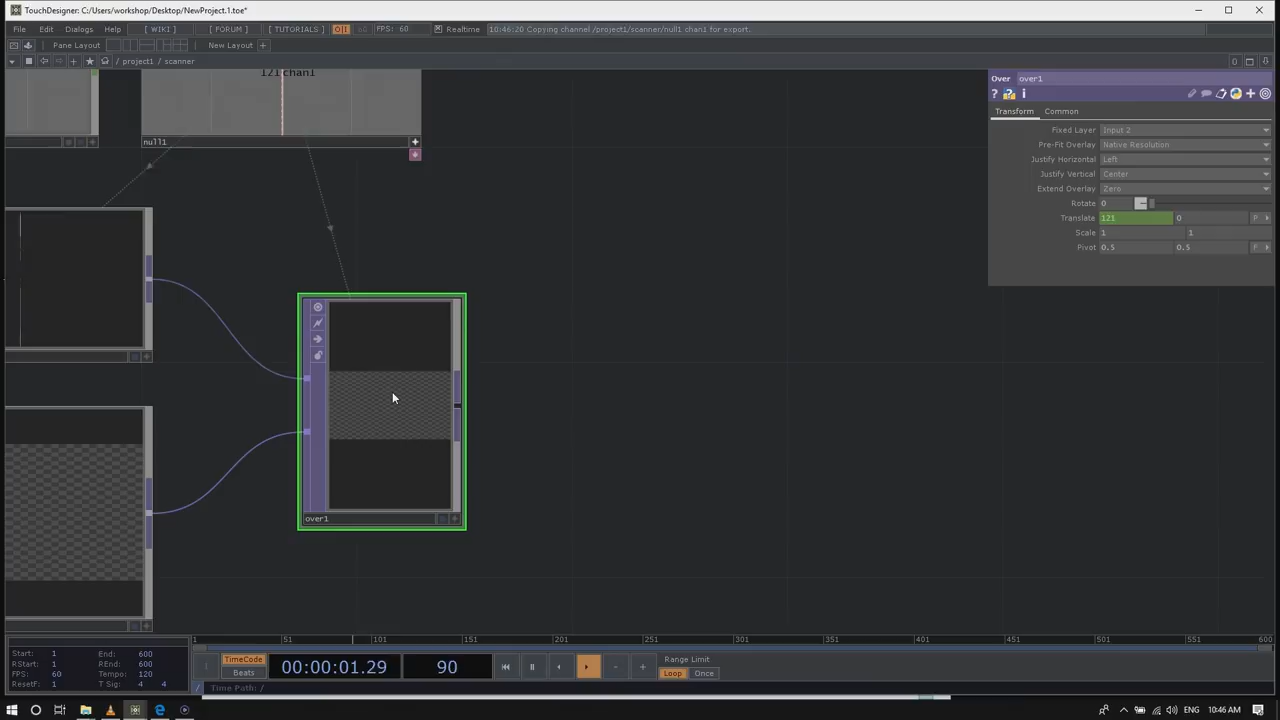 TouchDesigner: C:/Users/workshop/Desktop/NewProject.1.toe*
File Edit Dialogs Help [ WIKI ] [ FORUM ] [ TUTORIALS ] OII FPS: 60 Realtime 10:46:20 Copying channel /project1/scanner/null1 chan1 for export.
Pane Layout New Layout +
/ project1 / scanner 0
121 chan1
null1
Over over1
? ? i
Transform Common
Fixed Layer Input 2
Pre-Fit Overlay Native Resolution
Justify Horizontal Left
Justify Vertical Center
Extend Overlay Zero
Rotate 0
Translate 121 0 P
Scale 1 1
Pivot 0.5 0.5 P
over1
1 51 101 151 201 251 301 351 401 451 501 551 600
Start: 1 End: 600
RStart: 1 REnd: 600
FPS: 60 Tempo: 120
ResetF: 1 T Sig: 4 4
TimeCode
Beats
00:00:01.29 90
Range Limit
Loop Once
/ Time Path: /
ENG 10:46 AM